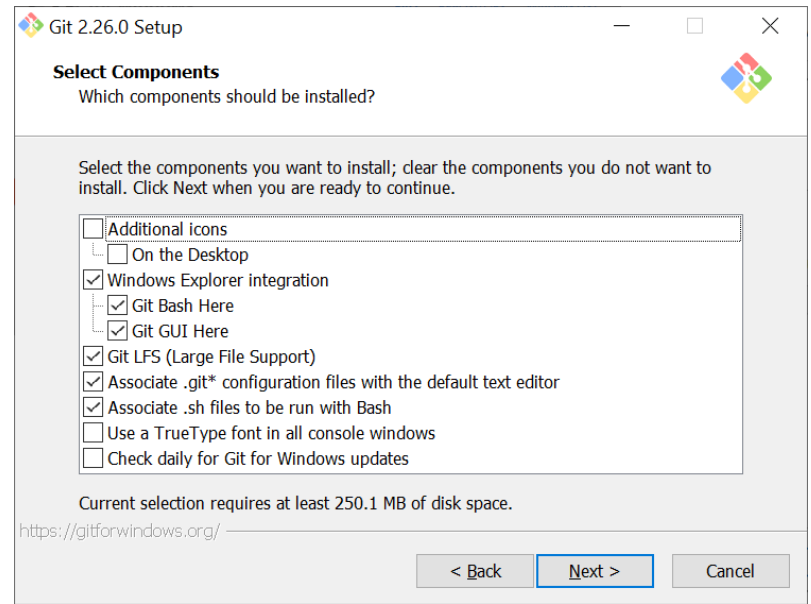 Git 2.26.0 Setup
Select Components
Which components should be installed?
Select the components you want to install; clear the components you do not want to
install. Click Next when you are ready to continue.
Additional icons
On the Desktop
Windows Explorer integration
Git Bash Here
Git GUI Here
Git LFS (Large File Support)
Associate .git* configuration files with the default text editor
Associate .sh files to be run with Bash
Use a TrueType font in all console windows
Check daily for Git for Windows updates
Current selection requires at least 250.1 MB of disk space.
https://gitforwindows.org/
< Back Next > Cancel